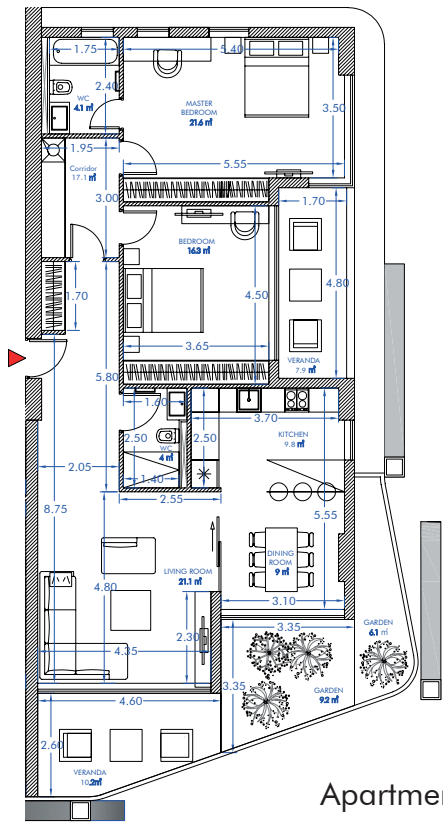 1.75
5.40
2.40
WC
4.1 m²
MASTER
BEDROOM
21.6 m²
3.50
1.95
5.55
Corridor
17.1 m²
3.00
1.70
BEDROOM
16.3 m²
4.50
4.80
1.70
3.65
VERANDA
7.9 m²
5.80
1.60
3.70
2.50
WC
4 m²
2.50
KITCHEN
9.8 m²
2.05
1.40
2.55
8.75
5.55
4.80
LIVING ROOM
21.1 m²
DINING
ROOM
9 m²
3.10
2.30
3.35
GARDEN
6.1 m²
4.35
3.35
GARDEN
9.2 m²
4.60
2.60
VERANDA
10.2m²
Apartmen